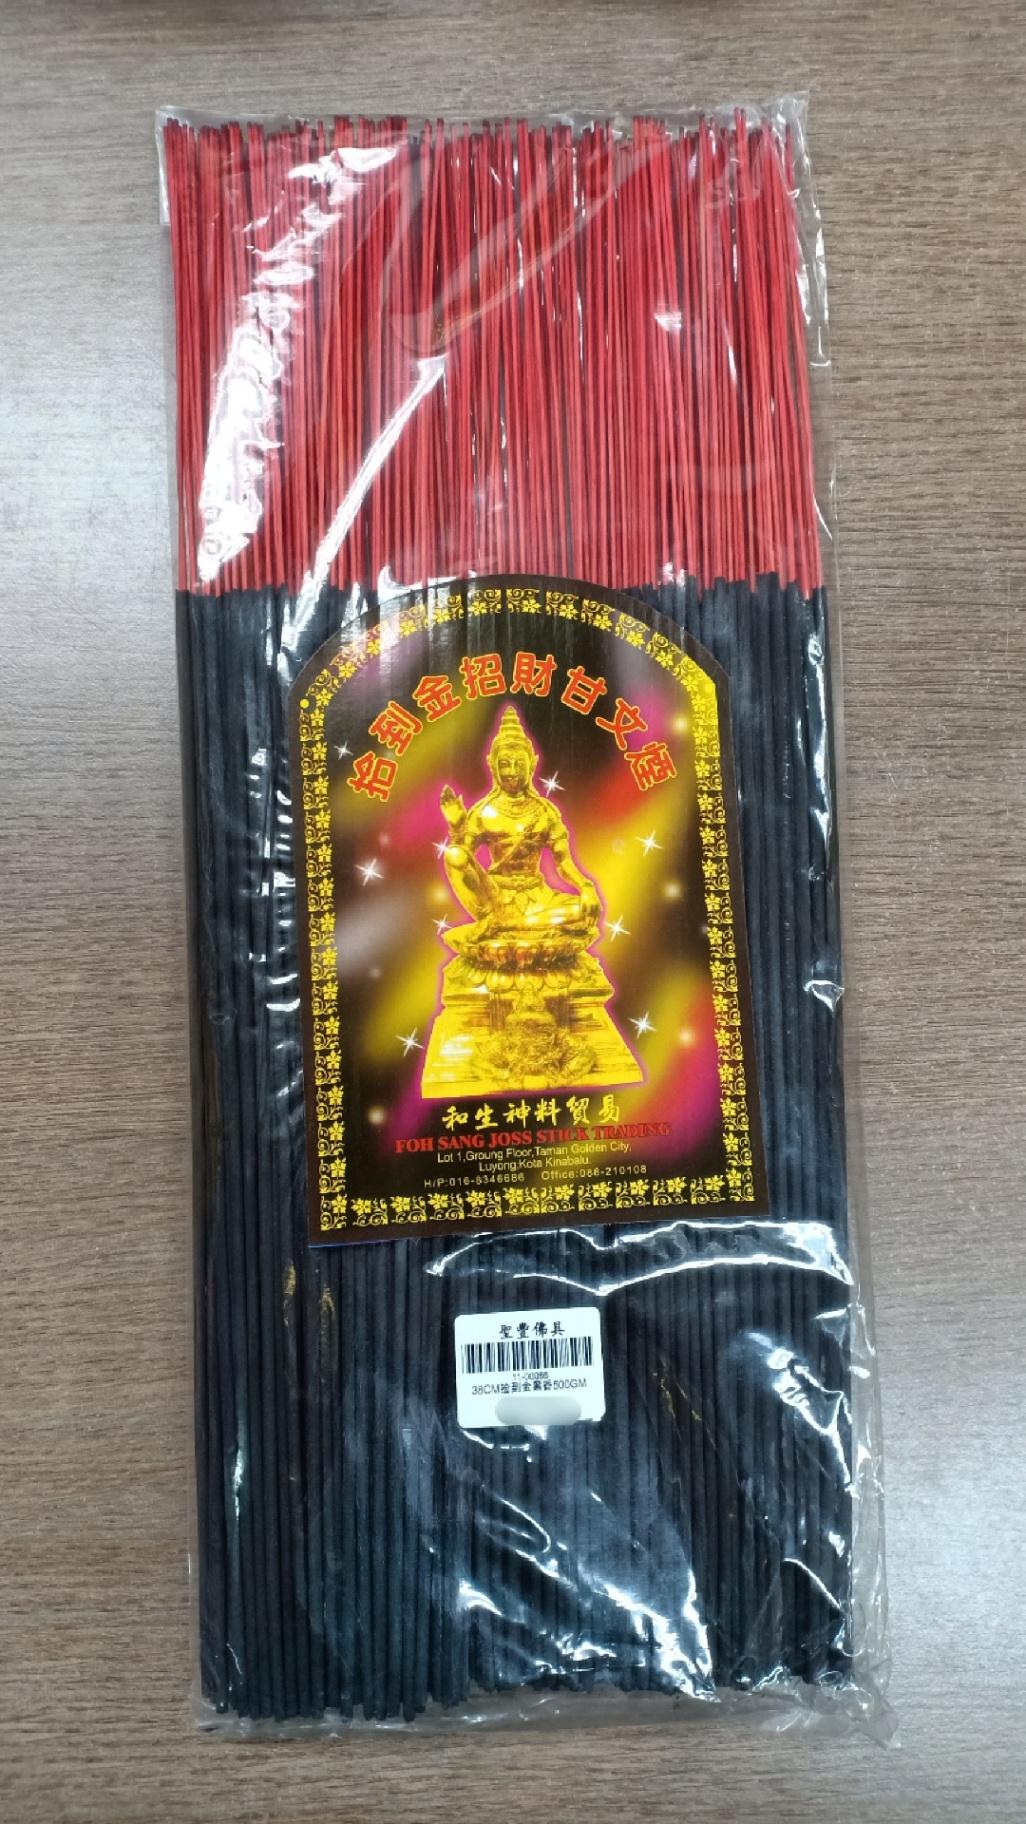 拾到金招財甘文煙
和生神料貿易
FOH SANG JOSS STICK TRADING
Lot 1,Groung Floor,Taman Golden City,
Luyong,Kota Kinabalu.
H/P:016-8346686 Office:088-210108
聖豐佛具
11-00066
38CM拾到金黑香500GM